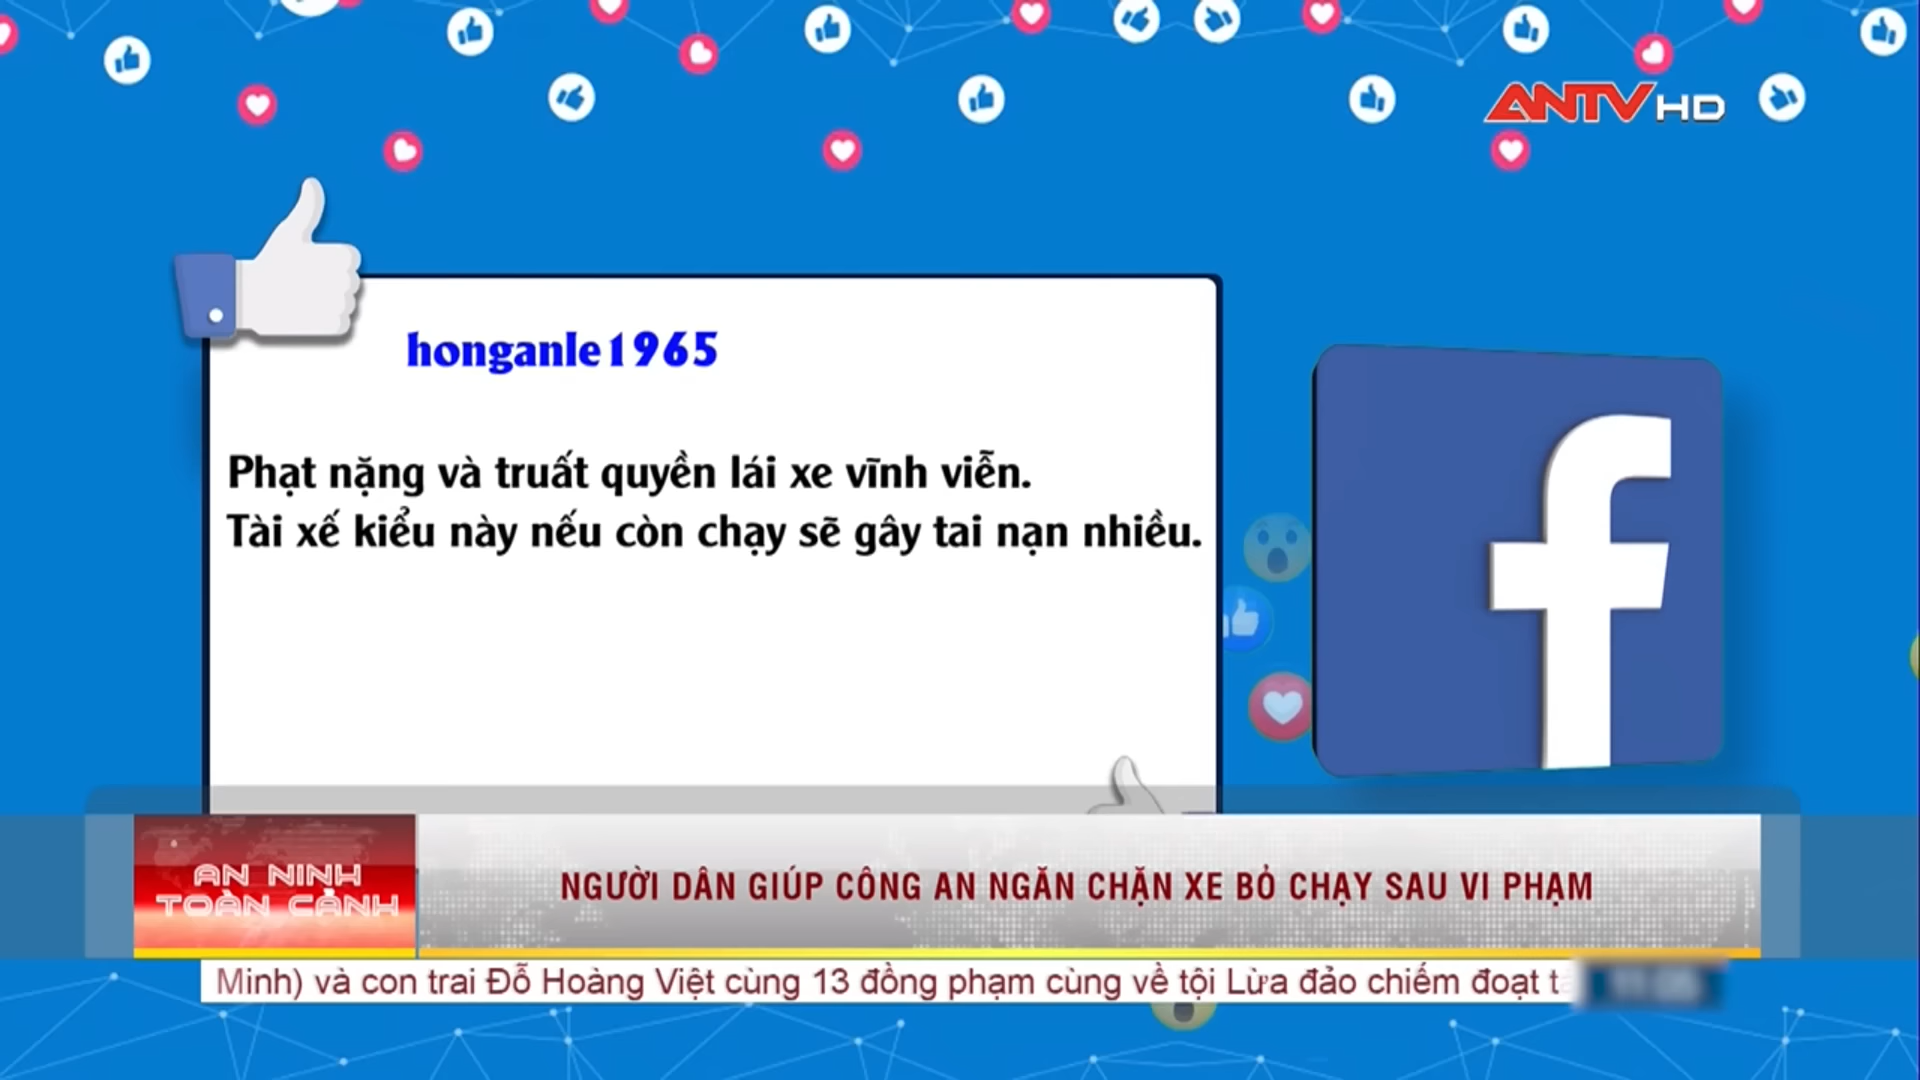 ANTV HD
honganle1965
Phạt nặng và truất quyền lái xe vĩnh viễn.
Tài xế kiểu này nếu còn chạy sẽ gây tai nạn nhiều.
AN NINH
TOÀN CẢNH
NGƯỜI DÂN GIÚP CÔNG AN NGĂN CHẶN XE BỎ CHẠY SAU VI PHẠM
Minh) và con trai Đỗ Hoàng Việt cùng 13 đồng phạm cùng về tội Lừa đảo chiếm đoạt